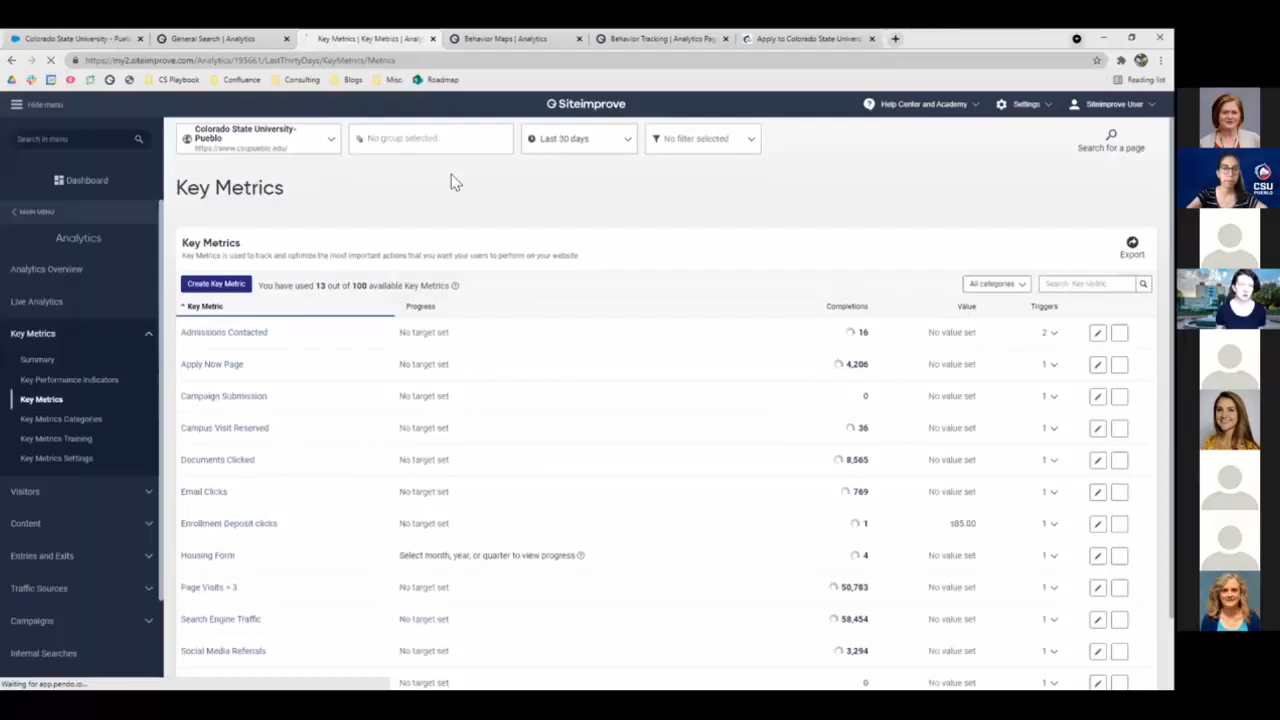 Colorado State University - Puebl
General Search | Analytics
Key Metrics | Key Metrics | Analy
Behavior Maps | Analytics
Behavior Tracking | Analytics Pag
Apply to Colorado State Univers
https://my2.siteimprove.com/Analytics/195661/LastThirtyDays/KeyMetrics/Metrics
CS Playbook
Confluence
Consulting
Blogs
Misc.
Roadmap
Reading list
Hide menu
Siteimprove
Help Center and Academy
Settings
Siteimprove User
Search in menu
Colorado State University-
Pueblo
https://www.csupueblo.edu/
No group selected
Last 30 days
No filter selected
Search for a page
Dashboard
MAIN MENU
Analytics
Analytics Overview
Live Analytics
Key Metrics
Summary
Key Performance Indicators
Key Metrics
Key Metrics Categories
Key Metrics Training
Key Metrics Settings
Visitors
Content
Entries and Exits
Traffic Sources
Campaigns
Internal Searches
Waiting for app.pendo.io...
Key Metrics
Key Metrics
Key Metrics is used to track and optimize the most important actions that you want your users to perform on your website
Export
Create Key Metric
You have used 13 out of 100 available Key Metrics
All categories
Search Key Metric
Key Metric Progress Completions Value Triggers
Admissions Contacted No target set 16 No value set 2
Apply Now Page No target set 4,206 No value set 1
Campaign Submission No target set 0 No value set 1
Campus Visit Reserved No target set 36 No value set 1
Documents Clicked No target set 8,565 No value set 1
Email Clicks No target set 769 No value set 1
Enrollment Deposit clicks No target set 1 $85.00 1
Housing Form Select month, year, or quarter to view progress 4 No value set 1
Page Visits > 3 No target set 50,783 No value set 1
Search Engine Traffic No target set 58,454 No value set 1
Social Media Referrals No target set 3,294 No value set 1
No target set 0 No value set 1
CSU
PUEBLO